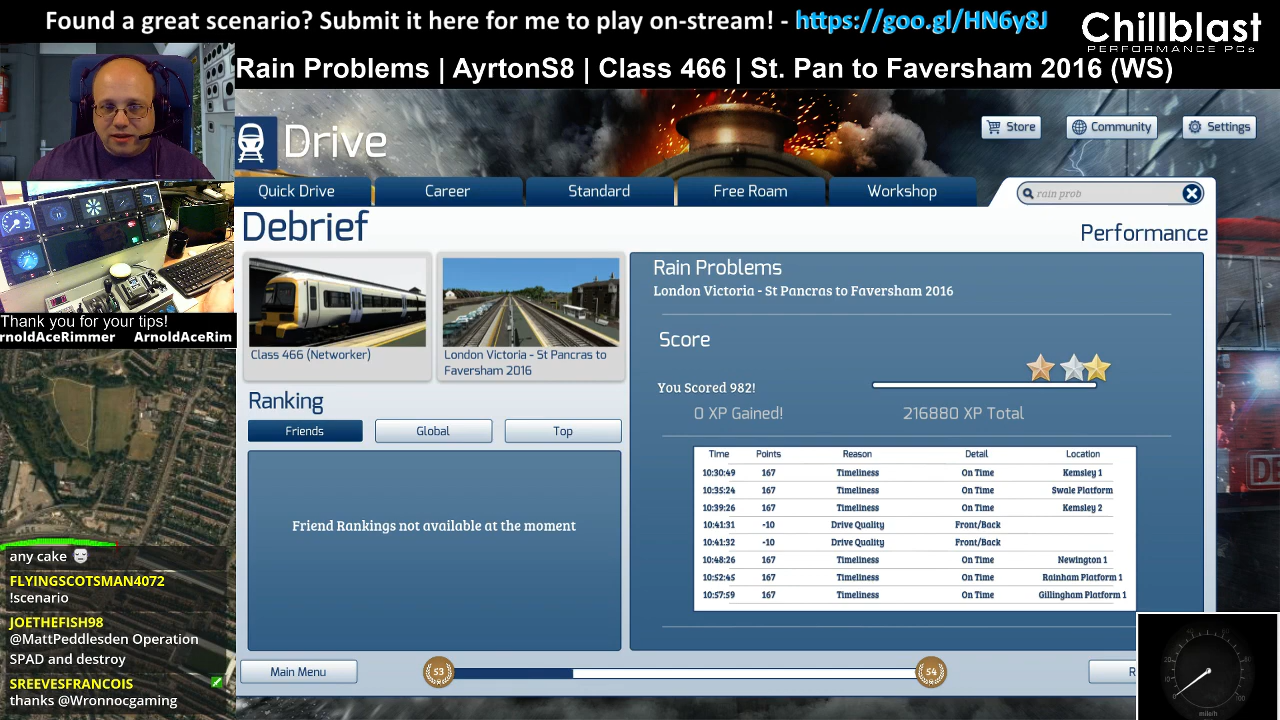 Found a great scenario? Submit it here for me to play on-stream! - https://goo.gl/HN6y8J
Chillblast
PERFORMANCE PCs
Rain Problems | AyrtonS8 | Class 466 | St. Pan to Faversham 2016 (WS)
Drive
Store
Community
Settings
Quick Drive
Career
Standard
Free Roam
Workshop
rain prob
Debrief
Performance
Class 466 (Networker)
London Victoria - St Pancras to
Faversham 2016
Rain Problems
London Victoria - St Pancras to Faversham 2016
Score
You Scored 982!
0 XP Gained!
216880 XP Total
Ranking
Friends
Global
Top
Friend Rankings not available at the moment
Time Points Reason Detail Location
10:30:49 167 Timeliness On Time Kemsley 1
10:35:24 167 Timeliness On Time Swale Platform
10:39:26 167 Timeliness On Time Kemsley 2
10:41:31 -10 Drive Quality Front/Back
10:41:32 -10 Drive Quality Front/Back
10:48:26 167 Timeliness On Time Newington 1
10:52:45 167 Timeliness On Time Rainham Platform 1
10:57:59 167 Timeliness On Time Gillingham Platform 1
Main Menu
53
54
R
Thank you for your tips!
rnoldAceRimmer ArnoldAceRim
any cake
FLYINGSCOTSMAN4072
!scenario
JOETHEFISH98
@MattPeddlesden Operation
SPAD and destroy
SREEVESFRANCOIS
thanks @Wronnocgaming